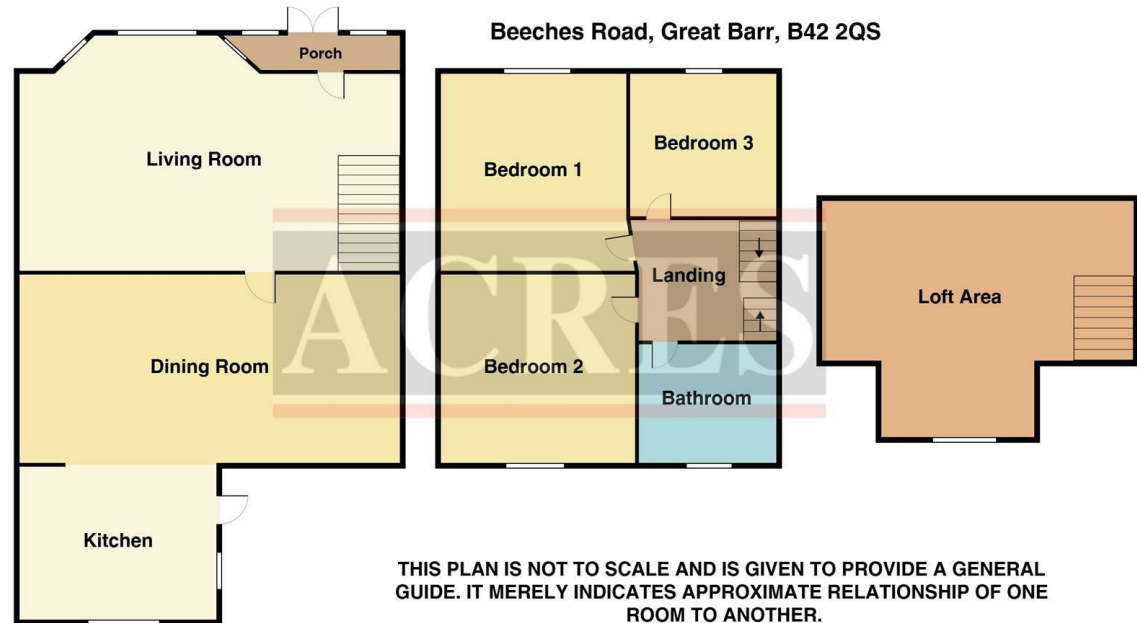 Beeches Road, Great Barr, B42 2QS
Porch
Living Room
Dining Room
Kitchen
Bedroom 1
Bedroom 3
Landing
Bedroom 2
Bathroom
Loft Area
ACRES
THIS PLAN IS NOT TO SCALE AND IS GIVEN TO PROVIDE A GENERAL
GUIDE. IT MERELY INDICATES APPROXIMATE RELATIONSHIP OF ONE
ROOM TO ANOTHER.